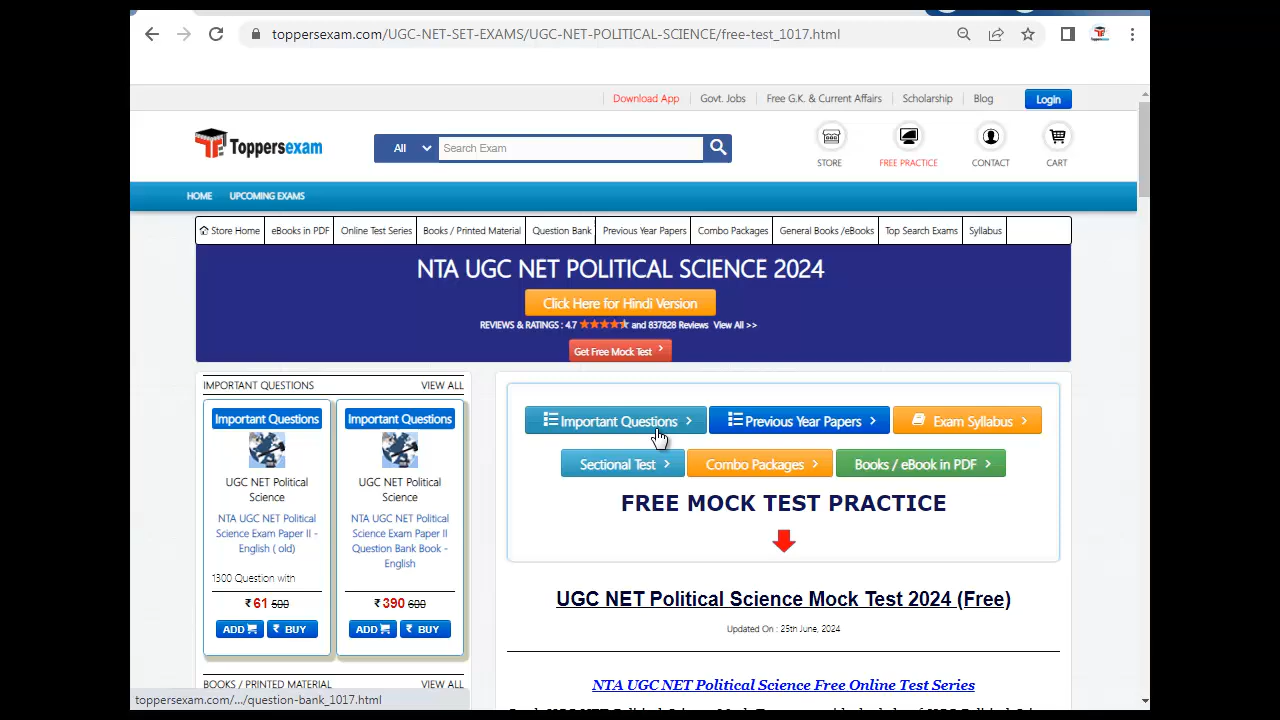 toppersexam.com/UGC-NET-SET-EXAMS/UGC-NET-POLITICAL-SCIENCE/free-test_1017.html
Download App
Govt. Jobs
Free G.K. & Current Affairs
Scholarship
Blog
Login
Toppersexam
All
Search Exam
STORE
FREE PRACTICE
CONTACT
CART
HOME
UPCOMING EXAMS
Store Home
eBooks in PDF
Online Test Series
Books / Printed Material
Question Bank
Previous Year Papers
Combo Packages
General Books /eBooks
Top Search Exams
Syllabus
NTA UGC NET POLITICAL SCIENCE 2024
Click Here for Hindi Version
REVIEWS & RATINGS : 4.7 and 837828 Reviews View All >>
Get Free Mock Test
IMPORTANT QUESTIONS
VIEW ALL
Important Questions
UGC NET Political
Science
NTA UGC NET Political
Science Exam Paper II -
English ( old)
1300 Question with
₹ 61 500
ADD
₹ BUY
Important Questions
UGC NET Political
Science
NTA UGC NET Political
Science Exam Paper II
Question Bank Book -
English
₹ 390 600
ADD
₹ BUY
BOOKS / PRINTED MATERIAL
VIEW ALL
Important Questions
Previous Year Papers
Exam Syllabus
Sectional Test
Combo Packages
Books / eBook in PDF
FREE MOCK TEST PRACTICE
UGC NET Political Science Mock Test 2024 (Free)
Updated On : 25th June, 2024
NTA UGC NET Political Science Free Online Test Series
toppersexam.com/.../question-bank_1017.html